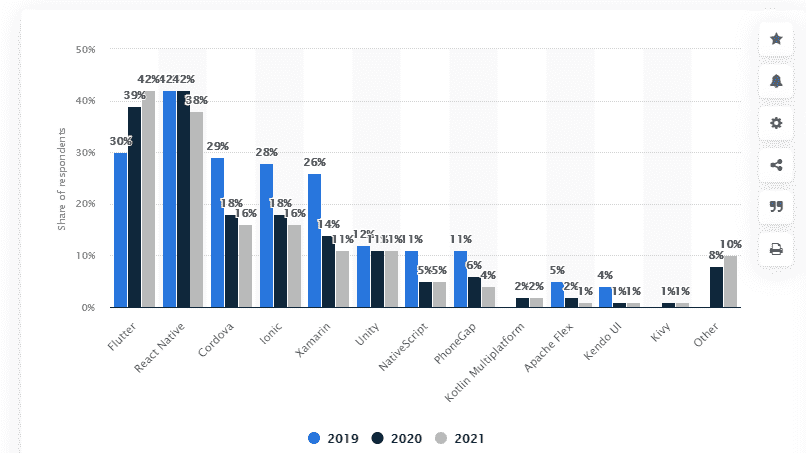 50%
40%
30%
20%
10%
0%
Share of respondents
30% 39% 42%
42% 42% 38%
29% 18% 16%
28% 18% 16%
26% 14% 11%
12% 11% 11%
11% 5% 5%
11% 6% 4%
2% 2%
5% 2% 1%
4% 1% 1%
1% 1%
8% 10%
Flutter
React Native
Cordova
Ionic
Xamarin
Unity
NativeScript
PhoneGap
Kotlin Multiplatform
Apache Flex
Kendo UI
Kivy
Other
2019 2020 2021